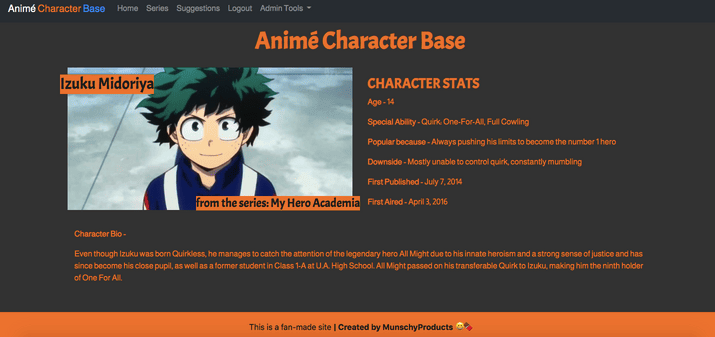 Animé Character Base Home Series Suggestions Logout Admin Tools
Animé Character Base
Izuku Midoriya
from the series: My Hero Academia
CHARACTER STATS
Age - 14
Special Ability - Quirk: One-For-All, Full Cowling
Popular because - Always pushing his limits to become the number 1 hero
Downside - Mostly unable to control quirk, constantly mumbling
First Published - July 7, 2014
First Aired - April 3, 2016
Character Bio -
Even though Izuku was born Quirkless, he manages to catch the attention of the legendary hero All Might due to his innate heroism and a strong sense of justice and has
since become his close pupil, as well as a former student in Class 1-A at U.A. High School. All Might passed on his transferable Quirk to Izuku, making him the ninth holder
of One For All.
This is a fan-made site | Created by MunschyProducts 😂🍫